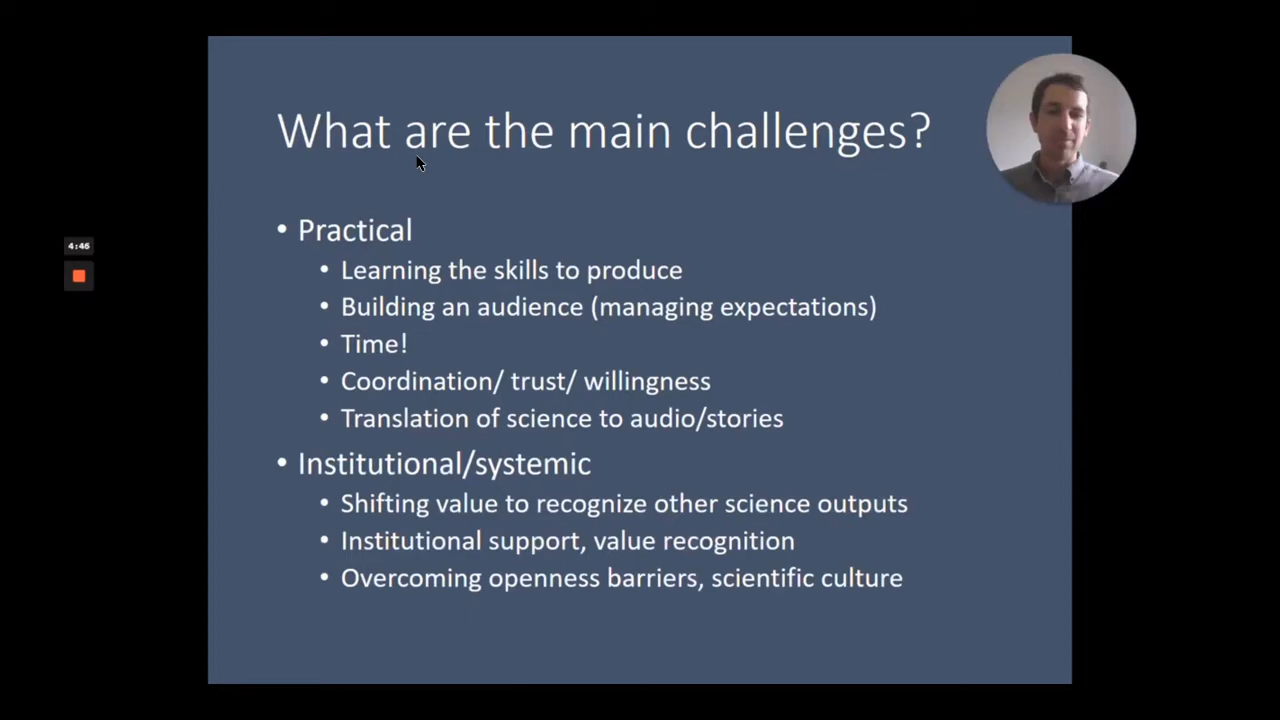 What are the main challenges?
4:46
• Practical
• Learning the skills to produce
• Building an audience (managing expectations)
• Time!
• Coordination/ trust/ willingness
• Translation of science to audio/stories
• Institutional/systemic
• Shifting value to recognize other science outputs
• Institutional support, value recognition
• Overcoming openness barriers, scientific culture